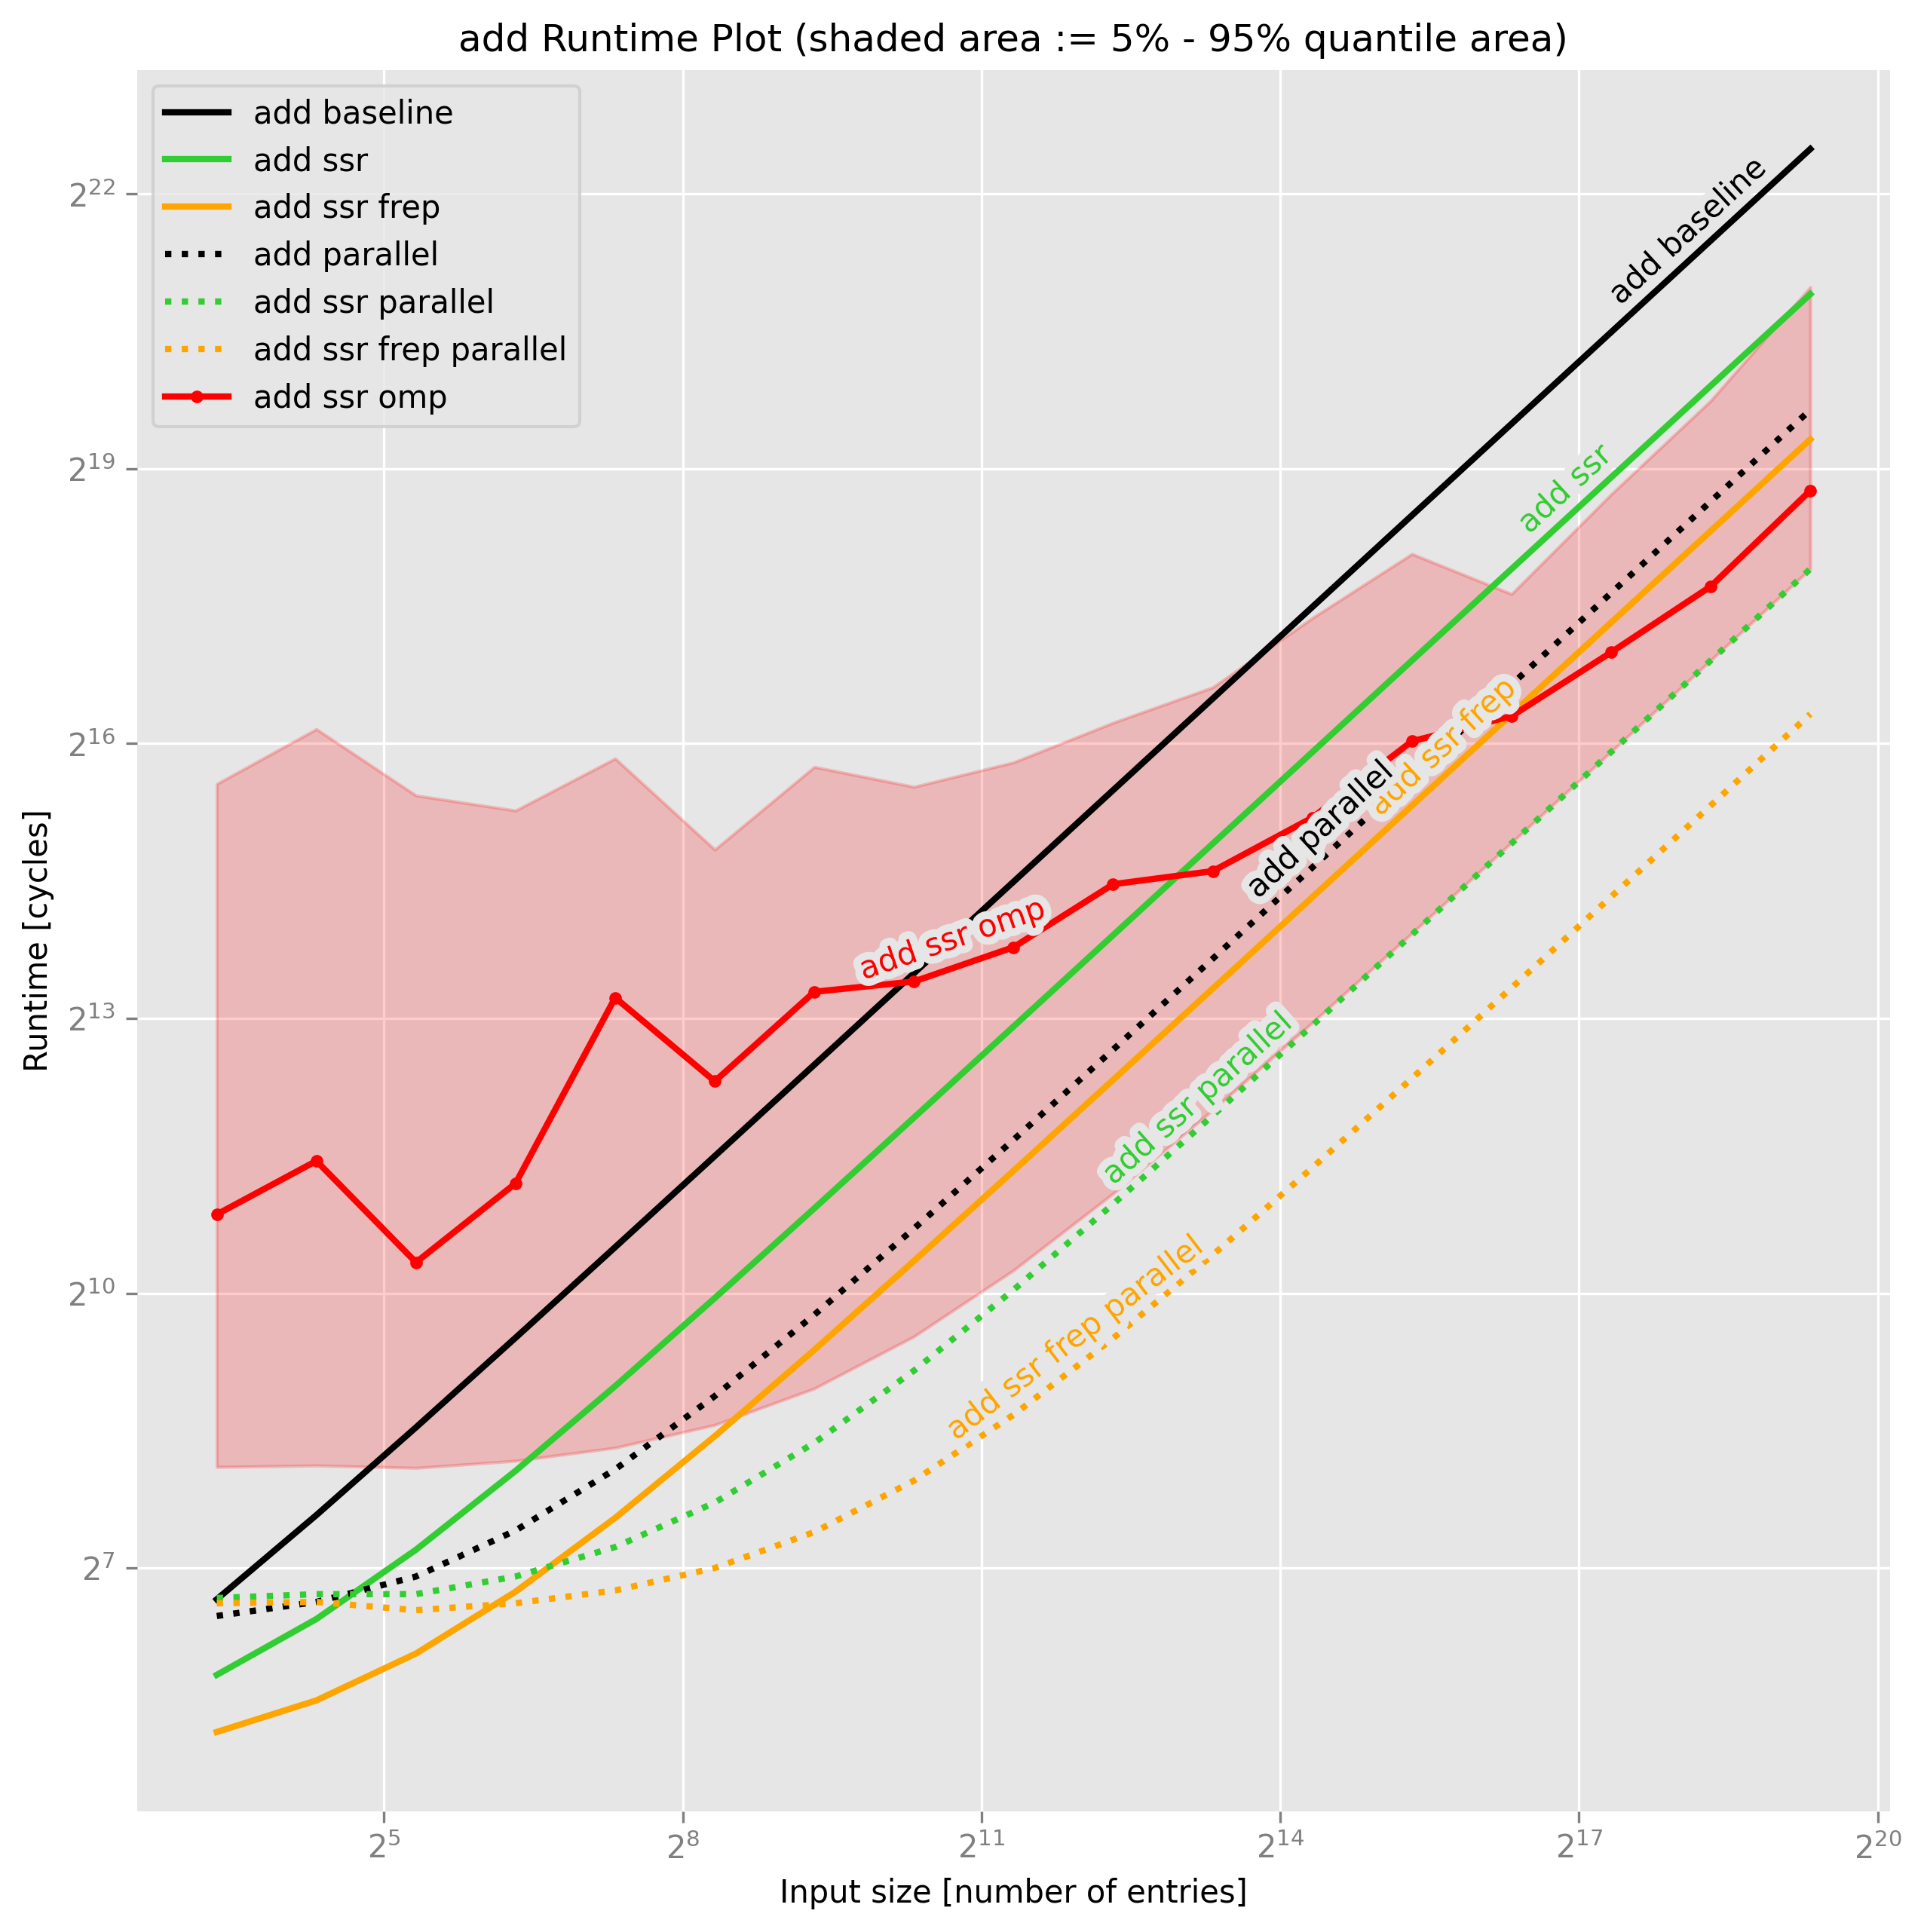 add Runtime Plot (shaded area := 5% - 95% quantile area)
add baseline
add ssr
add ssr frep
add parallel
add ssr parallel
add ssr frep parallel
add ssr omp
2^22
2^19
2^16
2^13
2^10
2^7
Runtime [cycles]
add baseline
add ssr
add ssr frep
add parallel
add ssr omp
add ssr parallel
add ssr frep parallel
2^5 2^8 2^11 2^14 2^17 2^20
Input size [number of entries]